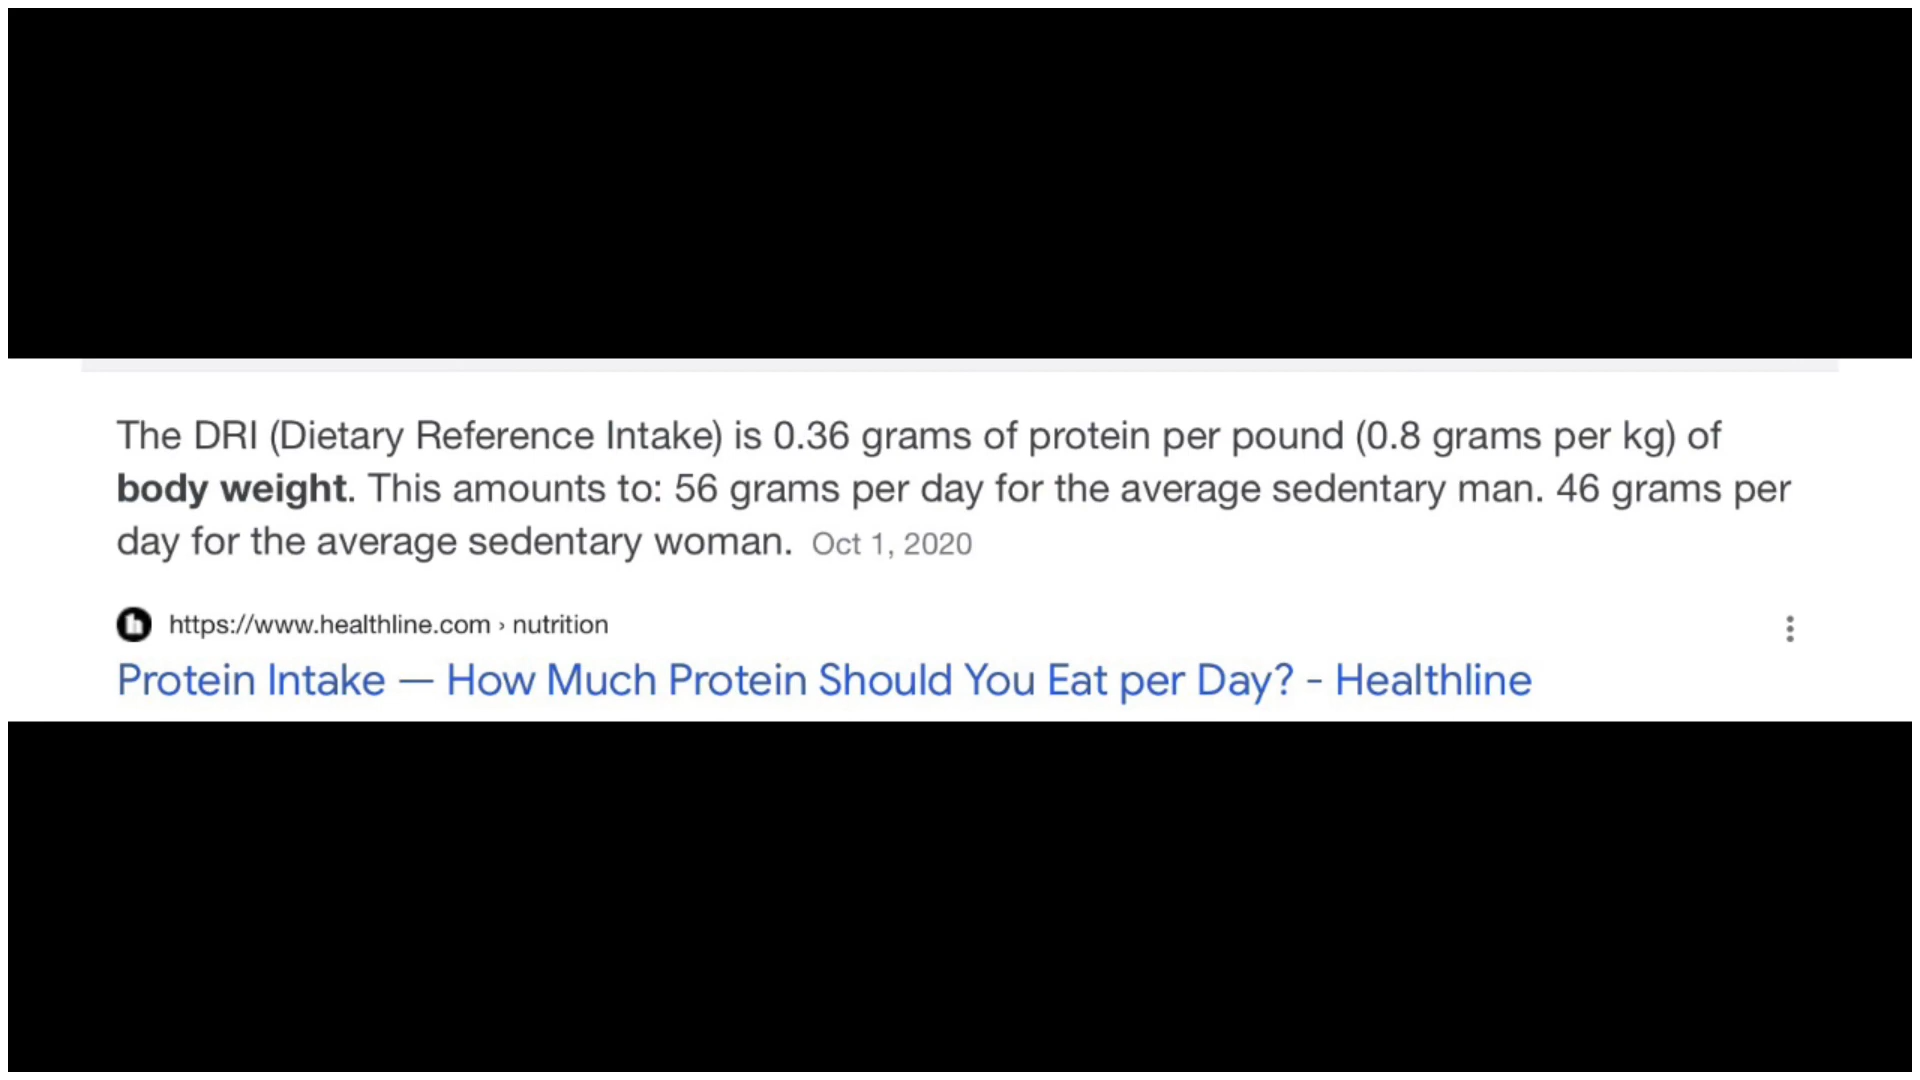 The DRI (Dietary Reference Intake) is 0.36 grams of protein per pound (0.8 grams per kg) of
body weight. This amounts to: 56 grams per day for the average sedentary man. 46 grams per
day for the average sedentary woman. Oct 1, 2020
https://www.healthline.com › nutrition
Protein Intake — How Much Protein Should You Eat per Day? - Healthline